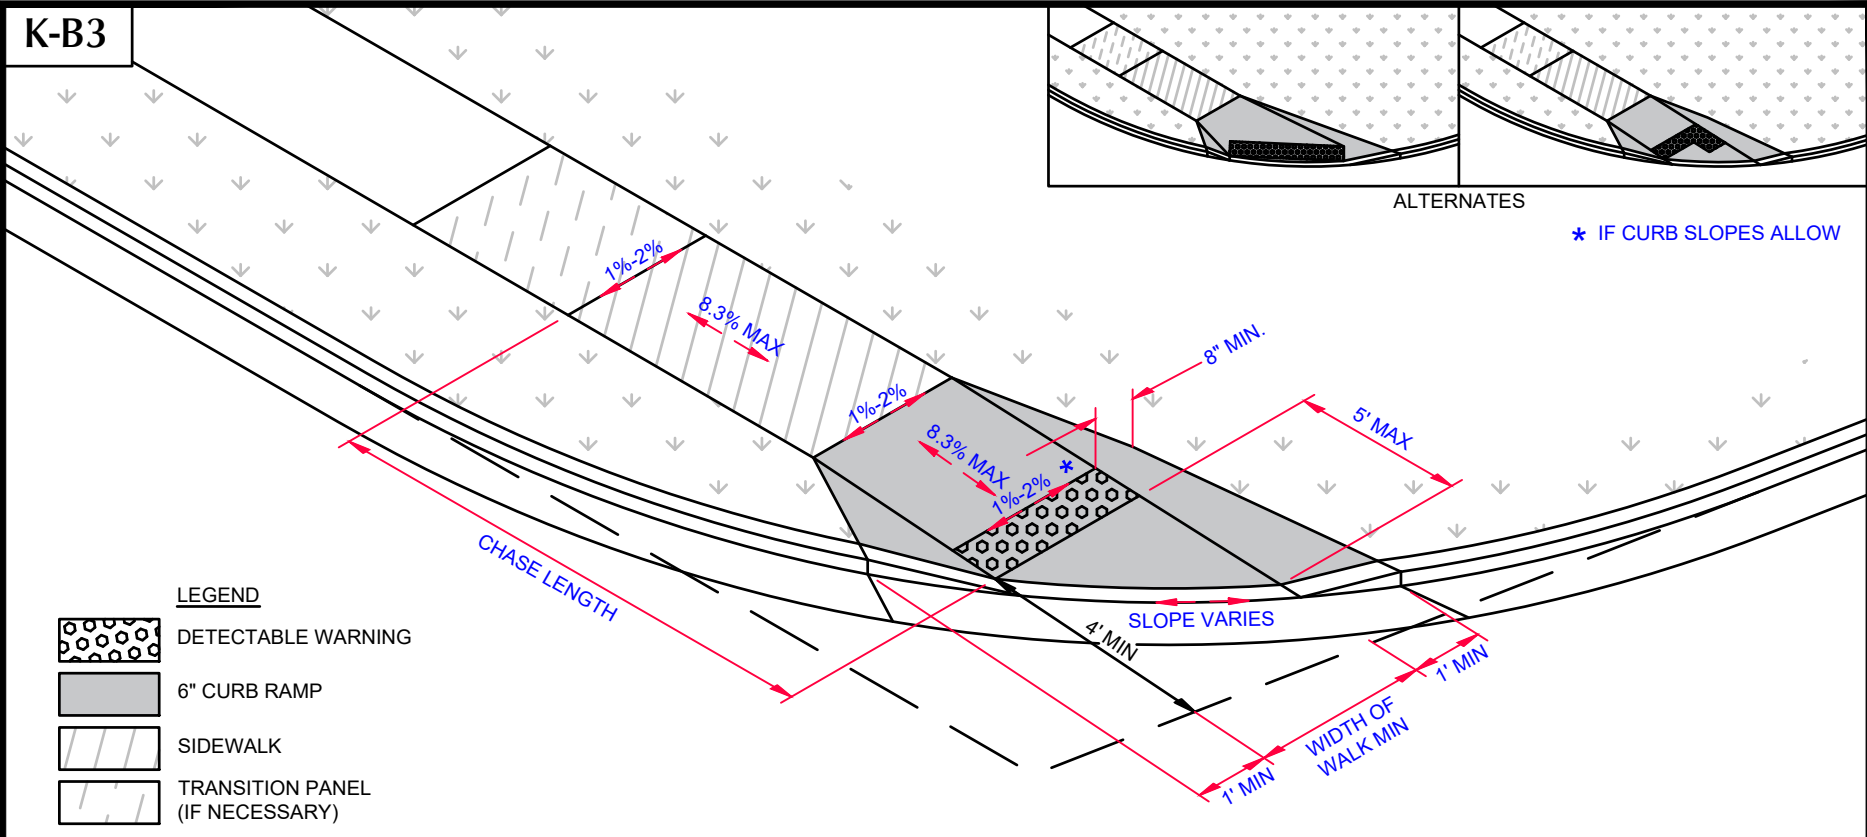 K-B3
ALTERNATES
* IF CURB SLOPES ALLOW
1%-2%
8.3% MAX
8" MIN.
1%-2%
5' MAX
8.3% MAX
1%-2% *
CHASE LENGTH
SLOPE VARIES
4' MIN
1' MIN
WIDTH OF
WALK MIN
1' MIN
LEGEND
DETECTABLE WARNING
6" CURB RAMP
SIDEWALK
TRANSITION PANEL
(IF NECESSARY)